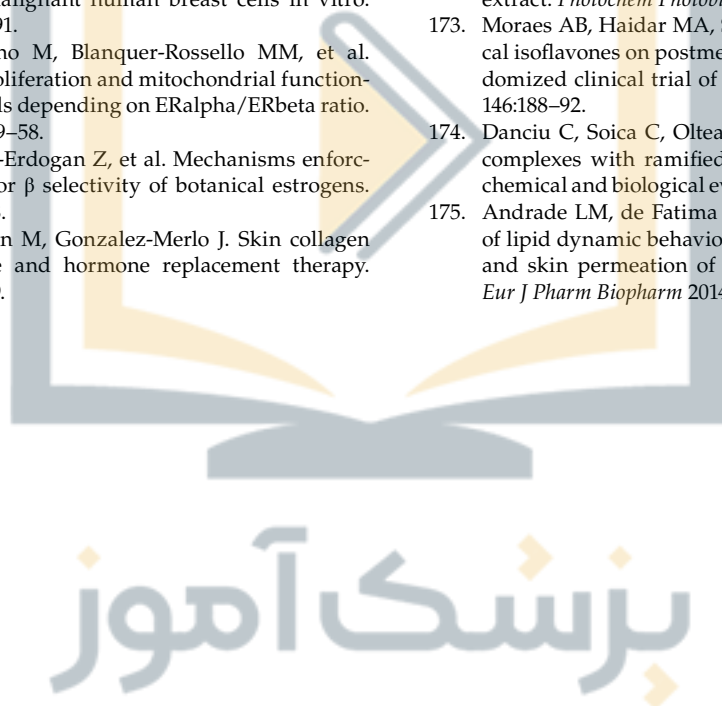 alignant human breast cells in vitro.
91.
no M, Blanquer-Rossello MM, et al.
oliferation and mitochondrial function-
ls depending on ERalpha/ERbeta ratio.
9–58.
-Erdogan Z, et al. Mechanisms enforc-
or β selectivity of botanical estrogens.
n M, Gonzalez-Merlo J. Skin collagen
e and hormone replacement therapy.
extract. Photochem Photobi
173. Moraes AB, Haidar MA, S
cal isoflavones on postme
domized clinical trial of
146:188–92.
174. Danciu C, Soica C, Oltea
complexes with ramified
chemical and biological ev
175. Andrade LM, de Fatima
of lipid dynamic behavio
and skin permeation of
Eur J Pharm Biopharm 2014
پزشک آموز